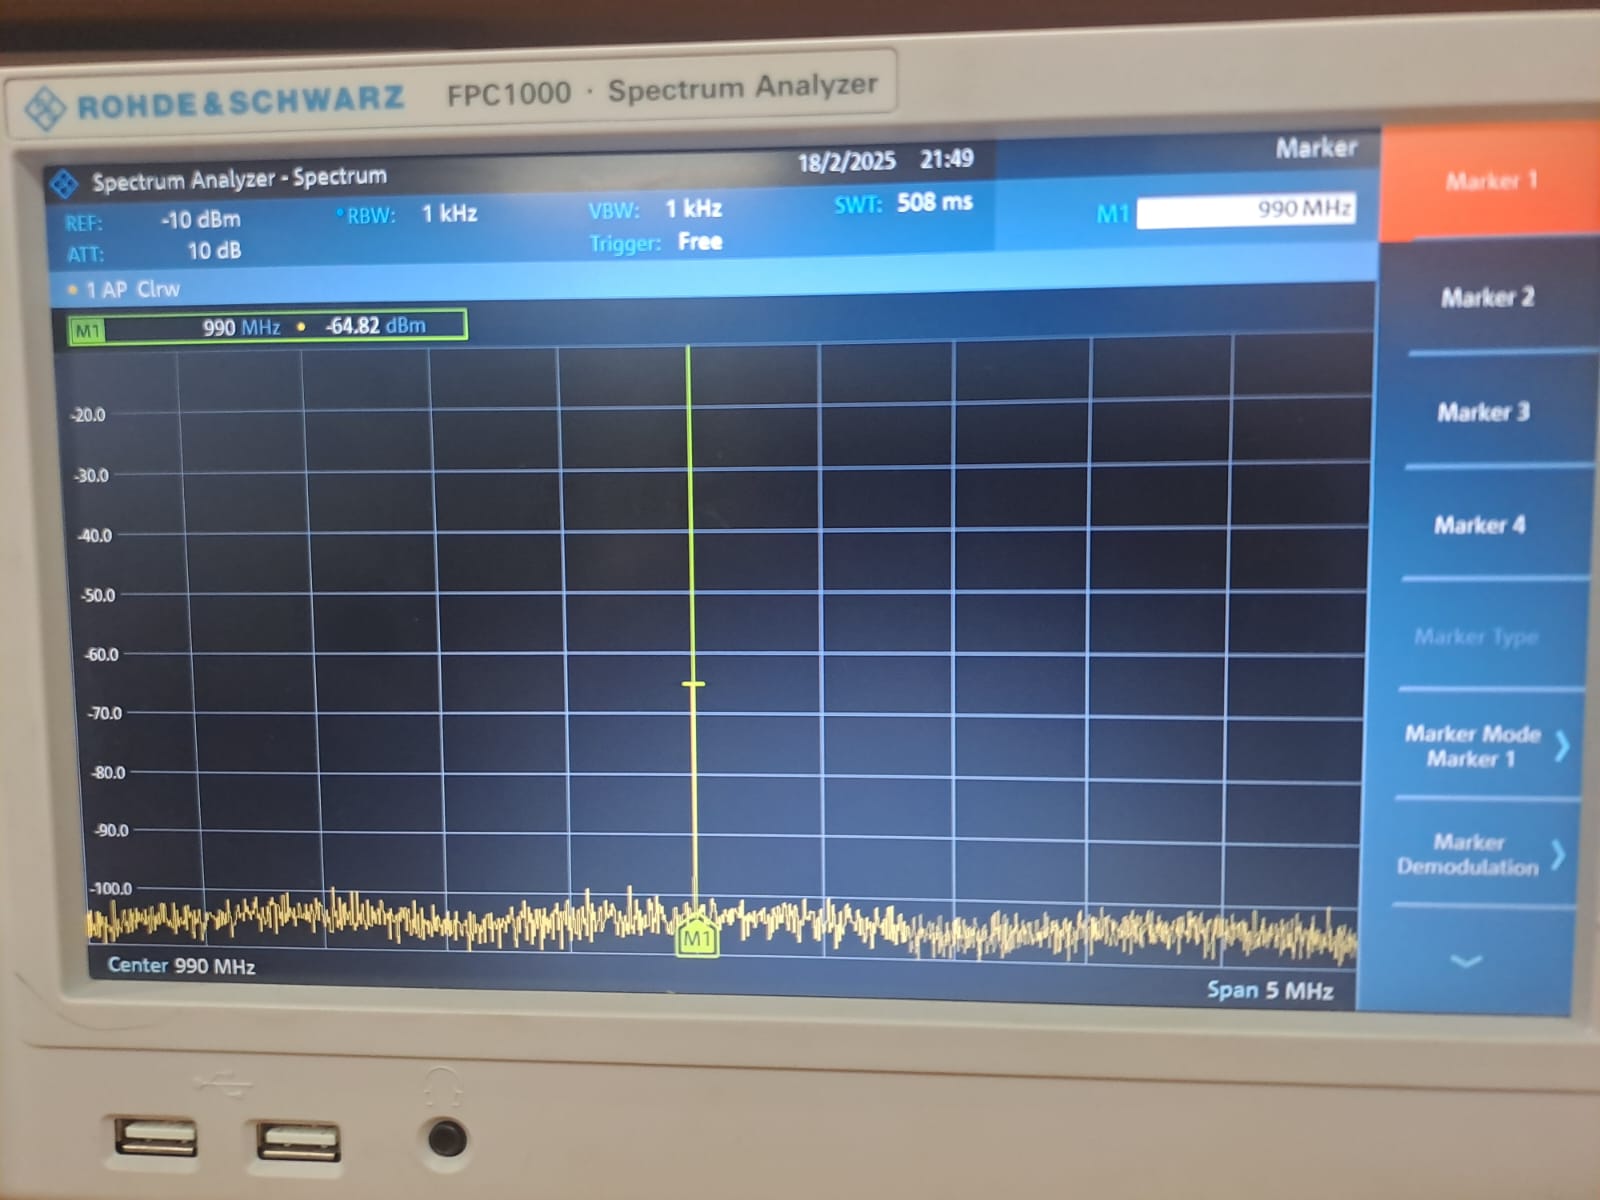 ROHDE&SCHWARZ FPC1000 · Spectrum Analyzer
Spectrum Analyzer - Spectrum 18/2/2025 21:49 Marker
REF: -10 dBm RBW: 1 kHz VBW: 1 kHz SWT: 508 ms M1 990 MHz
ATT: 10 dB Trigger: Free
1 AP Clrw
M1 990 MHz • -64.82 dBm
-20.0
-30.0
-40.0
-50.0
-60.0
-70.0
-80.0
-90.0
-100.0
M1
Center 990 MHz Span 5 MHz
Marker 1
Marker 2
Marker 3
Marker 4
Marker Type
Marker Mode
Marker 1
Marker
Demodulation